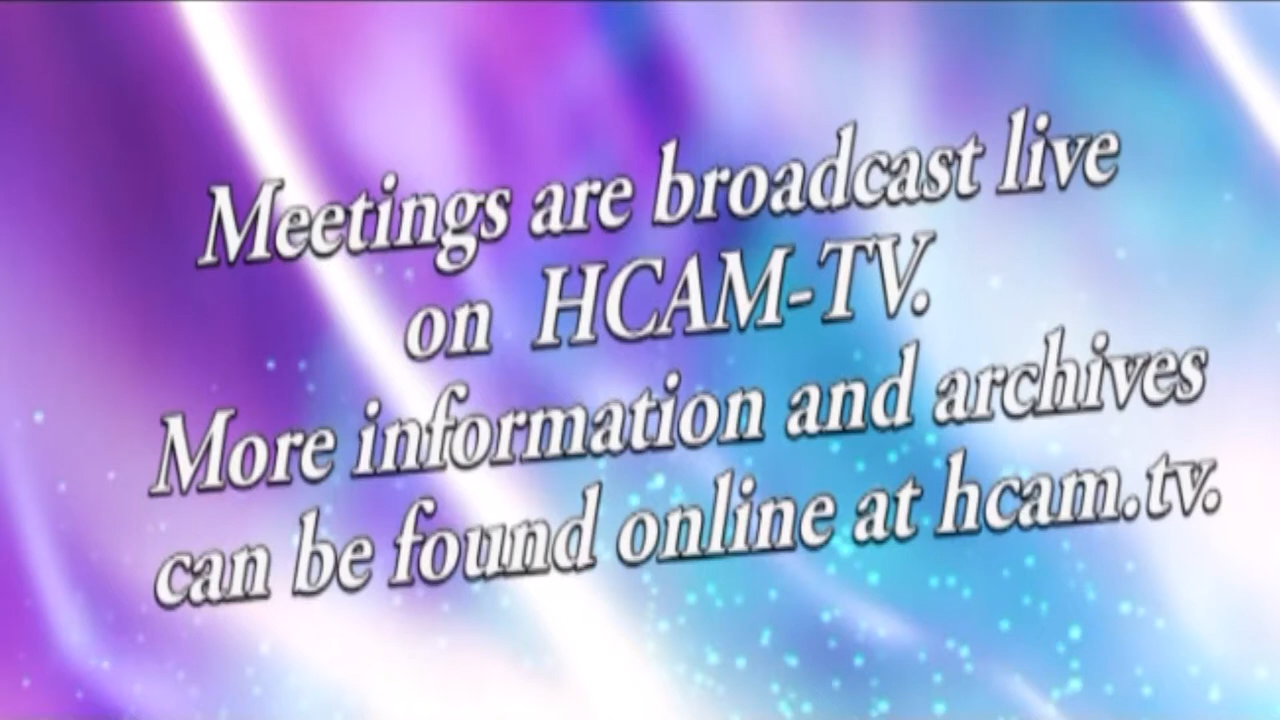 Meetings are broadcast live
on HCAM-TV.
More information and archives
can be found online at hcam.tv.